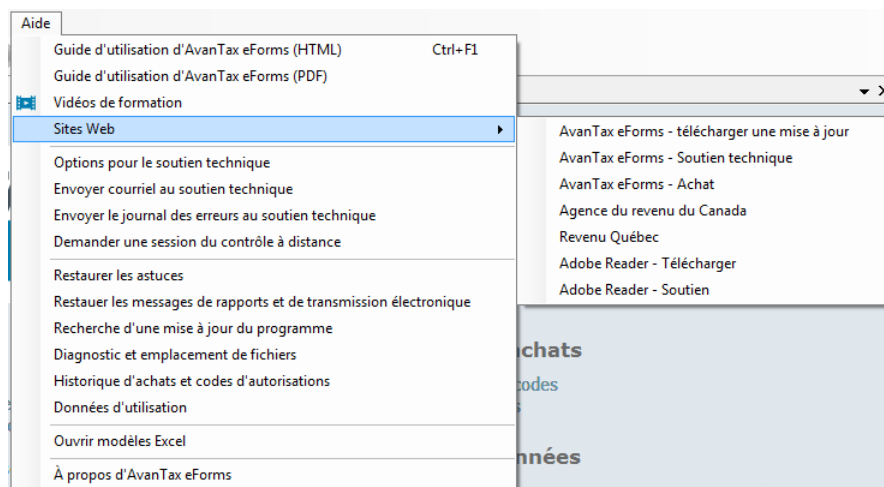 Aide
Guide d'utilisation d'AvanTax eForms (HTML) Ctrl+F1
Guide d'utilisation d'AvanTax eForms (PDF)
Vidéos de formation
Sites Web
Options pour le soutien technique
Envoyer courriel au soutien technique
Envoyer le journal des erreurs au soutien technique
Demander une session du contrôle à distance
Restaurer les astuces
Restauer les messages de rapports et de transmission électronique
Recherche d'une mise à jour du programme
Diagnostic et emplacement de fichiers
Historique d'achats et codes d'autorisations
Données d'utilisation
Ouvrir modèles Excel
À propos d'AvanTax eForms
AvanTax eForms - télécharger une mise à jour
AvanTax eForms - Soutien technique
AvanTax eForms - Achat
Agence du revenu du Canada
Revenu Québec
Adobe Reader - Télécharger
Adobe Reader - Soutien
achats
codes
nnées